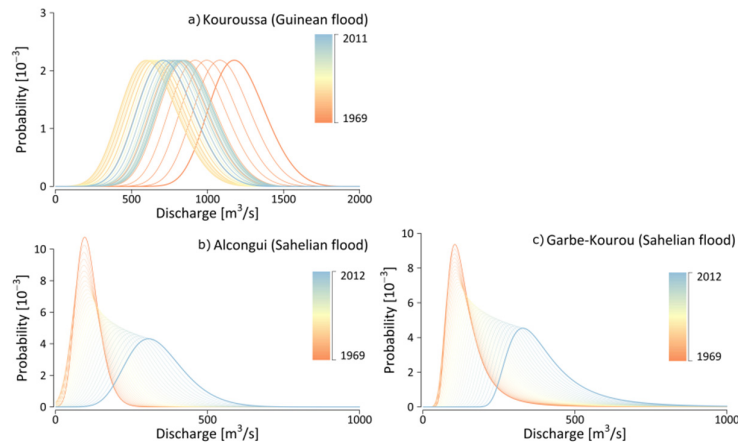 a) Kouroussa (Guinean flood)
2011
1969
Probability [10⁻³]
3
2
1
0
0 500 1000 1500 2000
Discharge [m³/s]
b) Alcongui (Sahelian flood)
2012
1969
Probability [10⁻³]
10
8
6
4
2
0
0 500 1000
Discharge [m³/s]
c) Garbe-Kourou (Sahelian flood)
2012
1969
Probability [10⁻³]
10
8
6
4
2
0
0 500 1000
Discharge [m³/s]